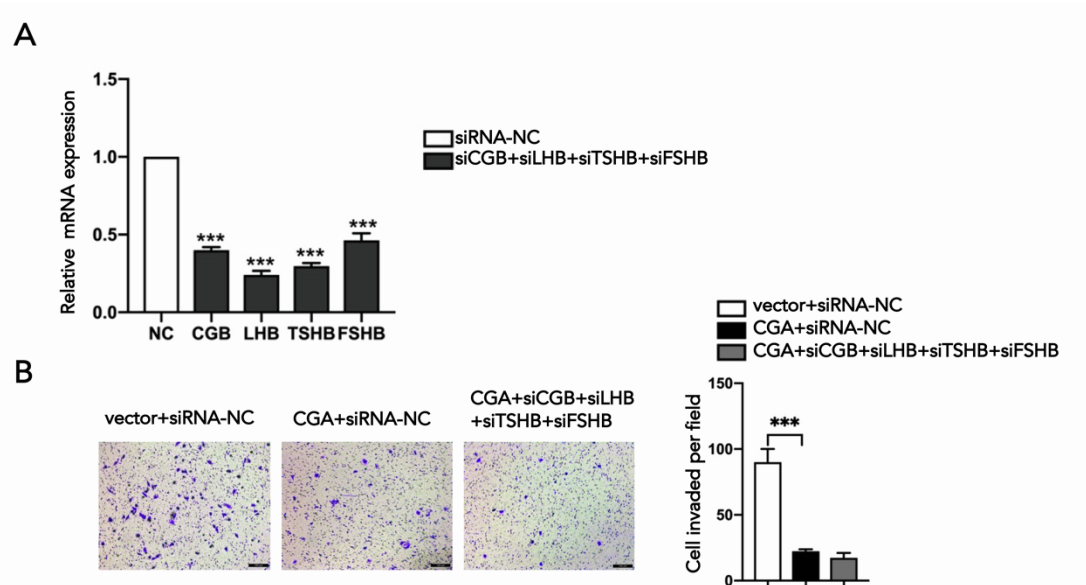 A
1.5
1.0
0.5
0.0
Relative mRNA expression
***
***
***
***
NC CGB LHB TSHB FSHB
siRNA-NC
siCGB+siLHB+siTSHB+siFSHB
B
vector+siRNA-NC
CGA+siRNA-NC
CGA+siCGB+siLHB
+siTSHB+siFSHB
vector+siRNA-NC
CGA+siRNA-NC
CGA+siCGB+siLHB+siTSHB+siFSHB
150
100
50
0
Cell invaded per field
***